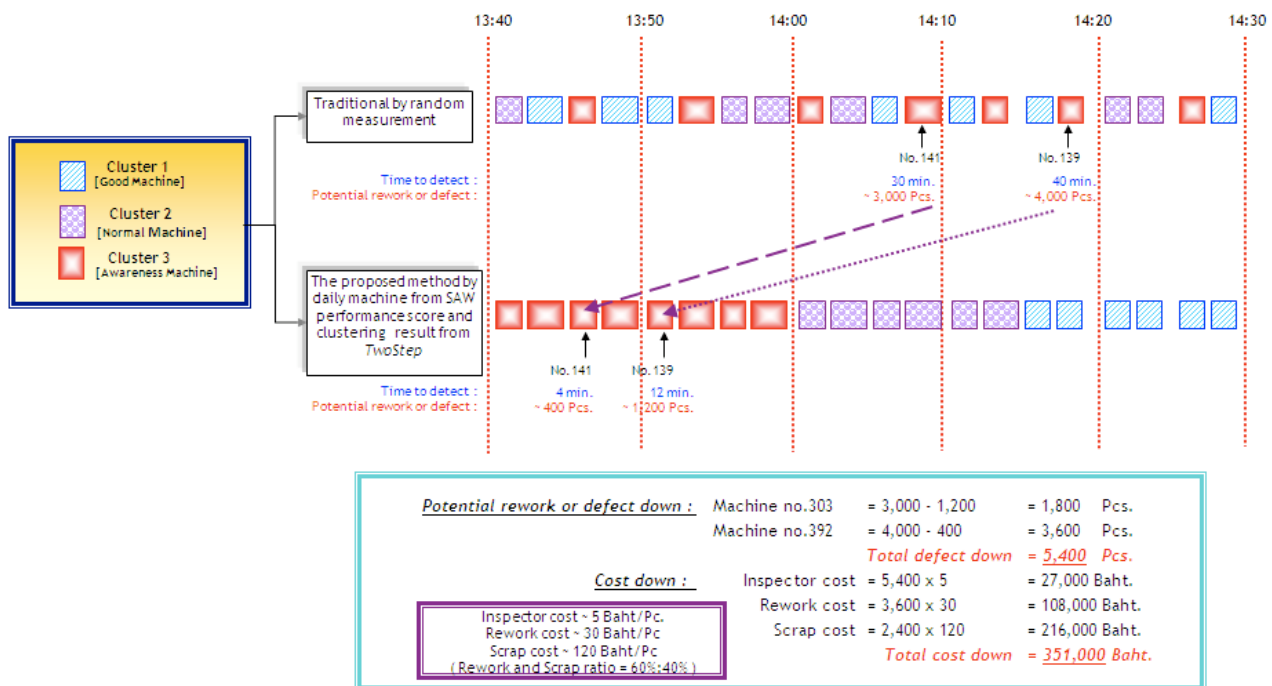 13:40 13:50 14:00 14:10 14:20 14:30
Traditional by random
measurement
No. 141 No. 139
Time to detect : 30 min. 40 min.
Potential rework or defect : ~ 3,000 Pcs. ~ 4,000 Pcs.
Cluster 1
[Good Machine]
Cluster 2
[Normal Machine]
Cluster 3
[Awareness Machine]
The proposed method by
daily machine from SAW
performance score and
clustering result from
TwoStep
No. 141 No. 139
Time to detect : 4 min. 12 min.
Potential rework or defect : ~ 400 Pcs. ~ 1,200 Pcs.
Potential rework or defect down : Machine no.303 = 3,000 - 1,200 = 1,800 Pcs.
Machine no.392 = 4,000 - 400 = 3,600 Pcs.
Total defect down = 5,400 Pcs.
Cost down : Inspector cost = 5,400 x 5 = 27,000 Baht.
Rework cost = 3,600 x 30 = 108,000 Baht.
Scrap cost = 2,400 x 120 = 216,000 Baht.
Total cost down = 351,000 Baht.
Inspector cost ~ 5 Baht/Pc.
Rework cost ~ 30 Baht/Pc
Scrap cost ~ 120 Baht/Pc
( Rework and Scrap ratio = 60%:40% )